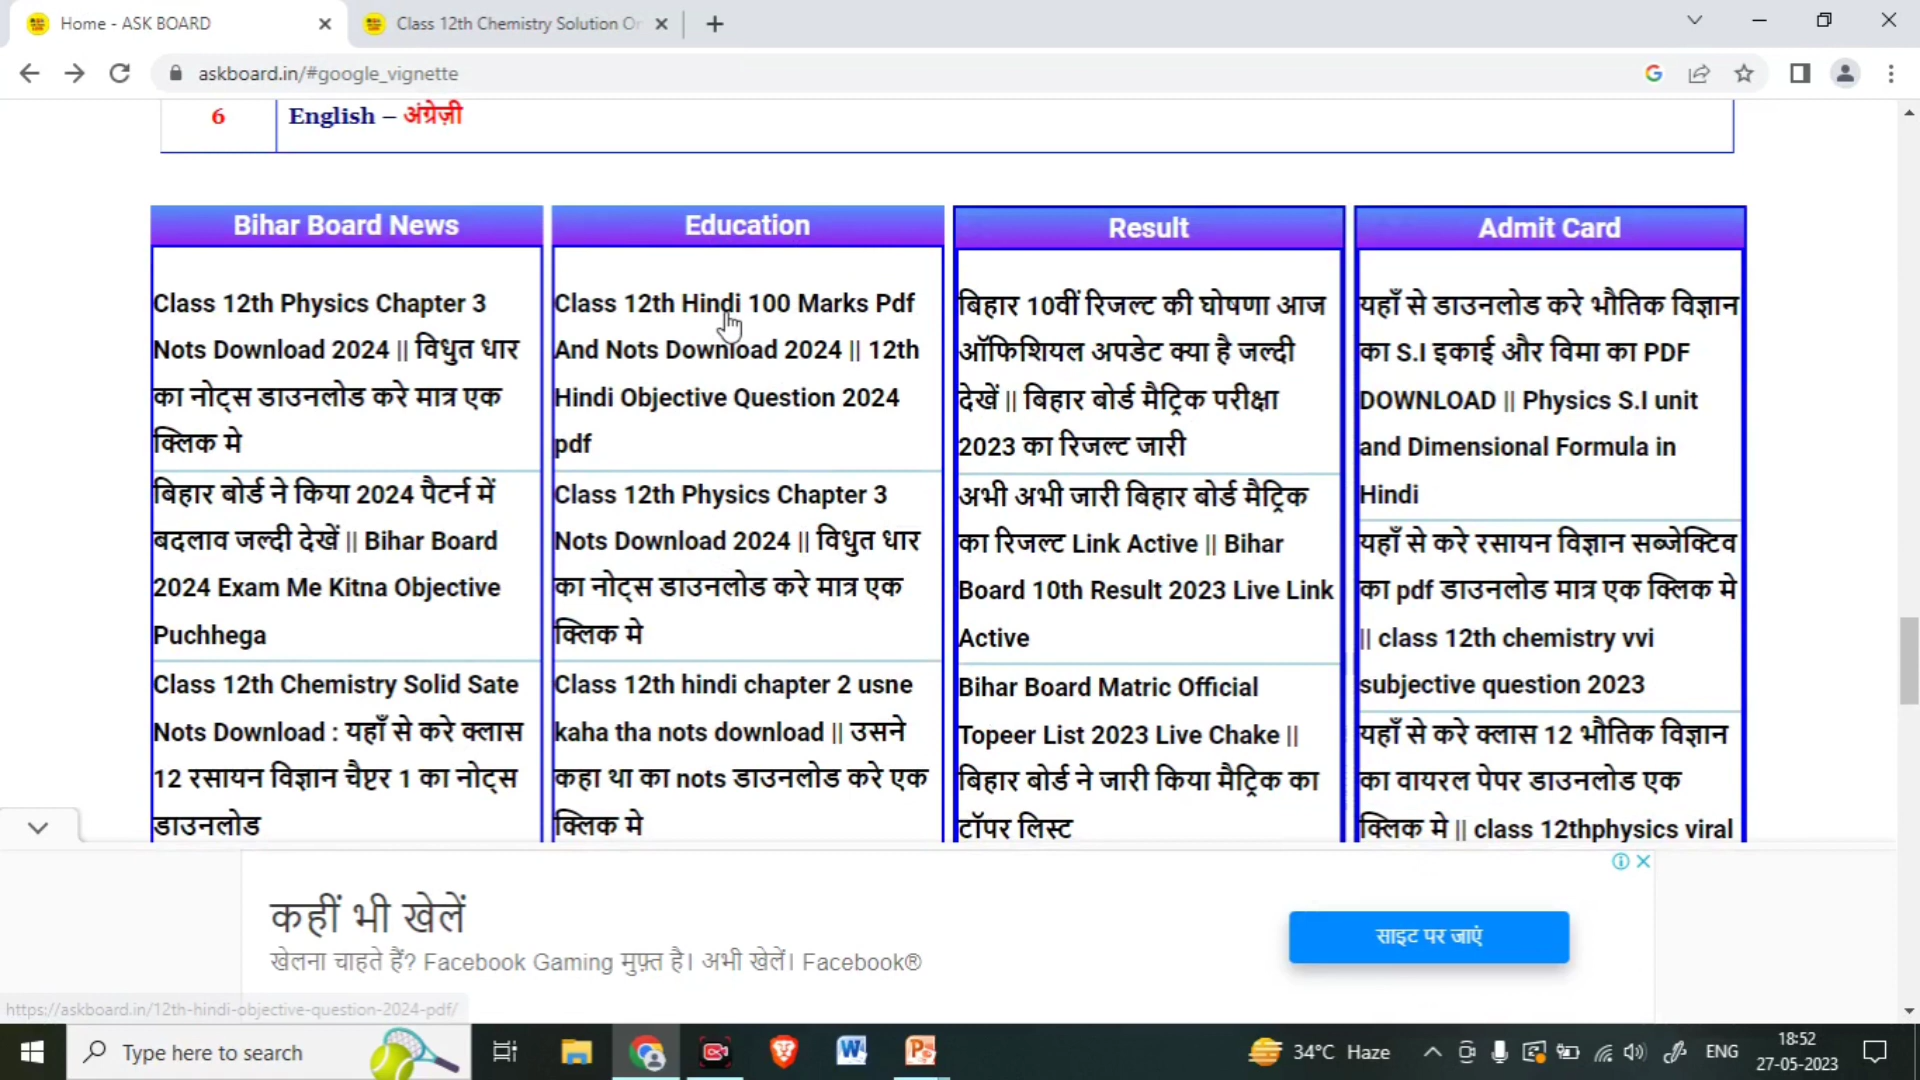 Home - ASK BOARD
Class 12th Chemistry Solution Or
askboard.in/#google_vignette
6
English – अंग्रेज़ी
Bihar Board News
Class 12th Physics Chapter 3
Nots Download 2024 || विधुत धार
का नोट्स डाउनलोड करे मात्र एक
क्लिक मे
बिहार बोर्ड ने किया 2024 पैटर्न में
बदलाव जल्दी देखें || Bihar Board
2024 Exam Me Kitna Objective
Puchhega
Class 12th Chemistry Solid Sate
Nots Download : यहाँ से करे क्लास
12 रसायन विज्ञान चैप्टर 1 का नोट्स
डाउनलोड
Education
Class 12th Hindi 100 Marks Pdf
And Nots Download 2024 || 12th
Hindi Objective Question 2024
pdf
Class 12th Physics Chapter 3
Nots Download 2024 || विधुत धार
का नोट्स डाउनलोड करे मात्र एक
क्लिक मे
Class 12th hindi chapter 2 usne
kaha tha nots download || उसने
कहा था का nots डाउनलोड करे एक
क्लिक मे
Result
बिहार 10वीं रिजल्ट की घोषणा आज
ऑफिशियल अपडेट क्या है जल्दी
देखें || बिहार बोर्ड मैट्रिक परीक्षा
2023 का रिजल्ट जारी
अभी अभी जारी बिहार बोर्ड मैट्रिक
का रिजल्ट Link Active || Bihar
Board 10th Result 2023 Live Link
Active
Bihar Board Matric Official
Topeer List 2023 Live Chake ||
बिहार बोर्ड ने जारी किया मैट्रिक का
टॉपर लिस्ट
Admit Card
यहाँ से डाउनलोड करे भौतिक विज्ञान
का S.I इकाई और विमा का PDF
DOWNLOAD || Physics S.I unit
and Dimensional Formula in
Hindi
यहाँ से करे रसायन विज्ञान सब्जेक्टिव
का pdf डाउनलोड मात्र एक क्लिक मे
|| class 12th chemistry vvi
subjective question 2023
यहाँ से करे क्लास 12 भौतिक विज्ञान
का वायरल पेपर डाउनलोड एक
क्लिक मे || class 12thphysics viral
कहीं भी खेलें
खेलना चाहते हैं? Facebook Gaming मुफ़्त है। अभी खेलें। Facebook®
साइट पर जाएं
https://askboard.in/12th-hindi-objective-question-2024-pdf/
Type here to search
34°C Haze
ENG
18:52
27-05-2023